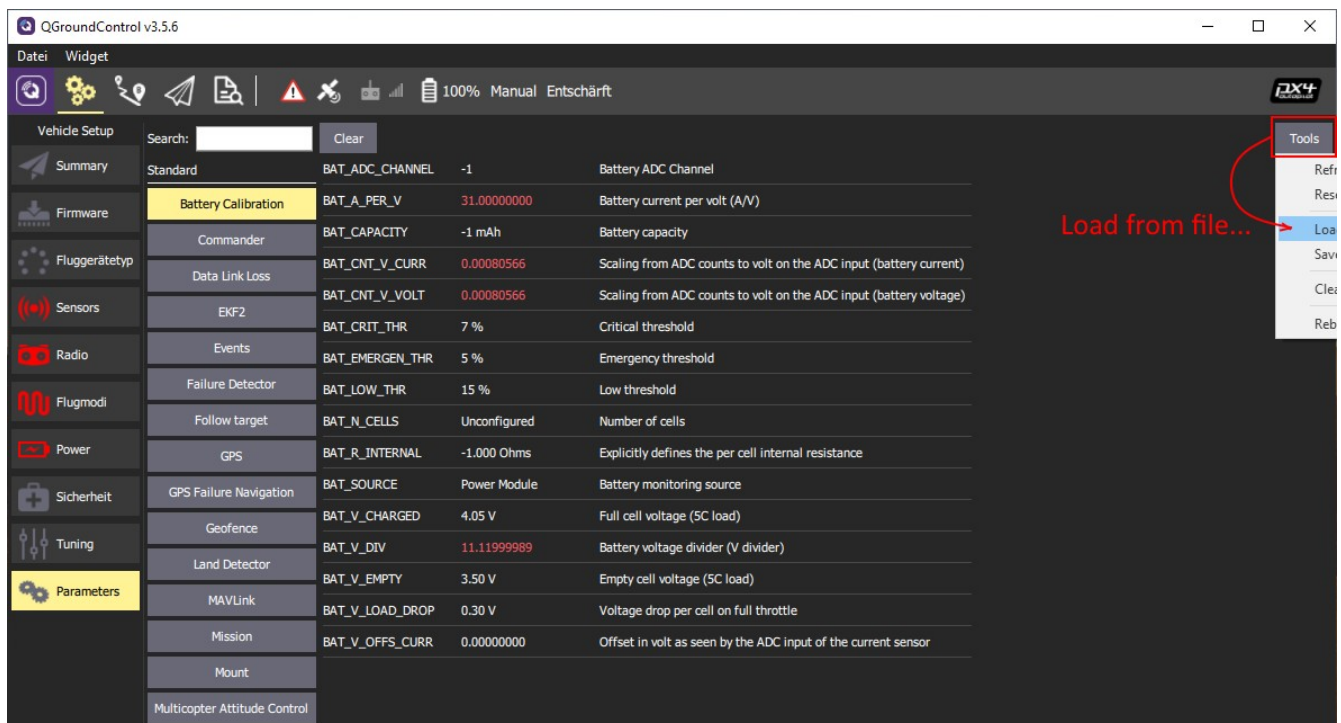 QGroundControl v3.5.6
Datei Widget
100% Manual Entschärft
px4
autopilot
Vehicle Setup
Search:
Clear
Tools
Summary
Firmware
Fluggerätetyp
Sensors
Radio
Flugmodi
Power
Sicherheit
Tuning
Parameters
Standard
Battery Calibration
Commander
Data Link Loss
EKF2
Events
Failure Detector
Follow target
GPS
GPS Failure Navigation
Geofence
Land Detector
MAVLink
Mission
Mount
Multicopter Attitude Control
BAT_ADC_CHANNEL -1 Battery ADC Channel
BAT_A_PER_V 31.00000000 Battery current per volt (A/V)
BAT_CAPACITY -1 mAh Battery capacity
BAT_CNT_V_CURR 0.00080566 Scaling from ADC counts to volt on the ADC input (battery current)
BAT_CNT_V_VOLT 0.00080566 Scaling from ADC counts to volt on the ADC input (battery voltage)
BAT_CRIT_THR 7 % Critical threshold
BAT_EMERGEN_THR 5 % Emergency threshold
BAT_LOW_THR 15 % Low threshold
BAT_N_CELLS Unconfigured Number of cells
BAT_R_INTERNAL -1.000 Ohms Explicitly defines the per cell internal resistance
BAT_SOURCE Power Module Battery monitoring source
BAT_V_CHARGED 4.05 V Full cell voltage (5C load)
BAT_V_DIV 11.11999989 Battery voltage divider (V divider)
BAT_V_EMPTY 3.50 V Empty cell voltage (5C load)
BAT_V_LOAD_DROP 0.30 V Voltage drop per cell on full throttle
BAT_V_OFFS_CURR 0.00000000 Offset in volt as seen by the ADC input of the current sensor
Load from file...
Refr
Rese
Loa
Save
Clea
Reb